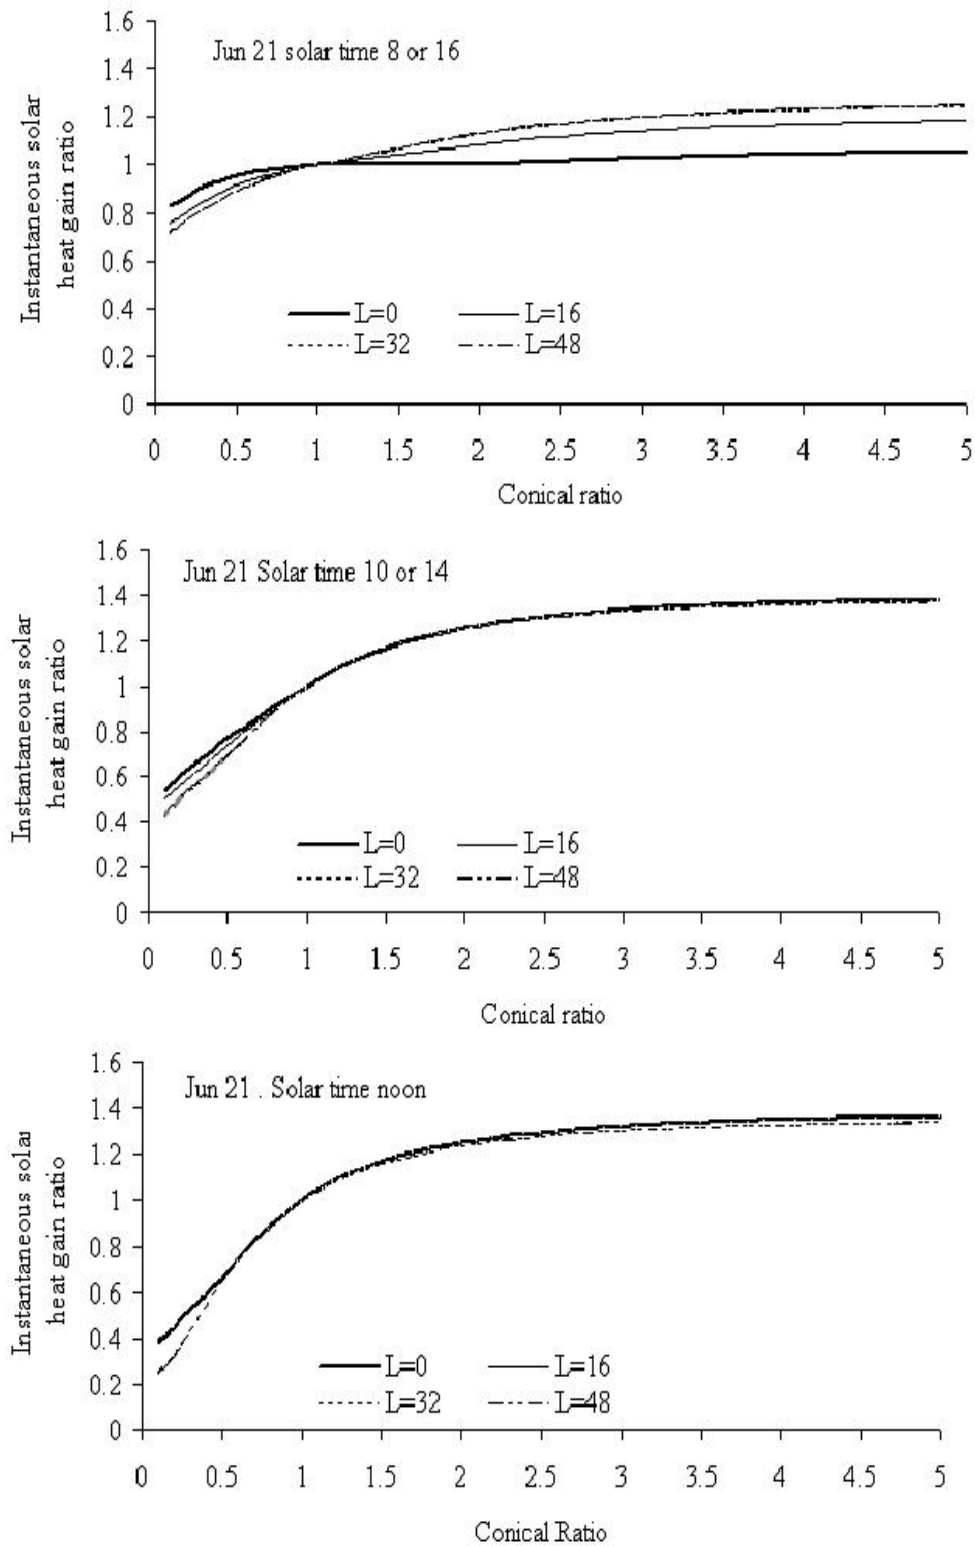 Jun 21 solar time 8 or 16
Instantaneous solar
heat gain ratio
1.6
1.4
1.2
1
0.8
0.6
0.4
0.2
0
L=0 L=16
L=32 L=48
0 0.5 1 1.5 2 2.5 3 3.5 4 4.5 5
Conical ratio
Jun 21 Solar time 10 or 14
Instantaneous solar
heat gain ratio
1.6
1.4
1.2
1
0.8
0.6
0.4
0.2
0
L=0 L=16
L=32 L=48
0 0.5 1 1.5 2 2.5 3 3.5 4 4.5 5
Conical ratio
Jun 21 . Solar time noon
Instantaneous solar
heat gain ratio
1.6
1.4
1.2
1
0.8
0.6
0.4
0.2
0
L=0 L=16
L=32 L=48
0 0.5 1 1.5 2 2.5 3 3.5 4 4.5 5
Conical Ratio